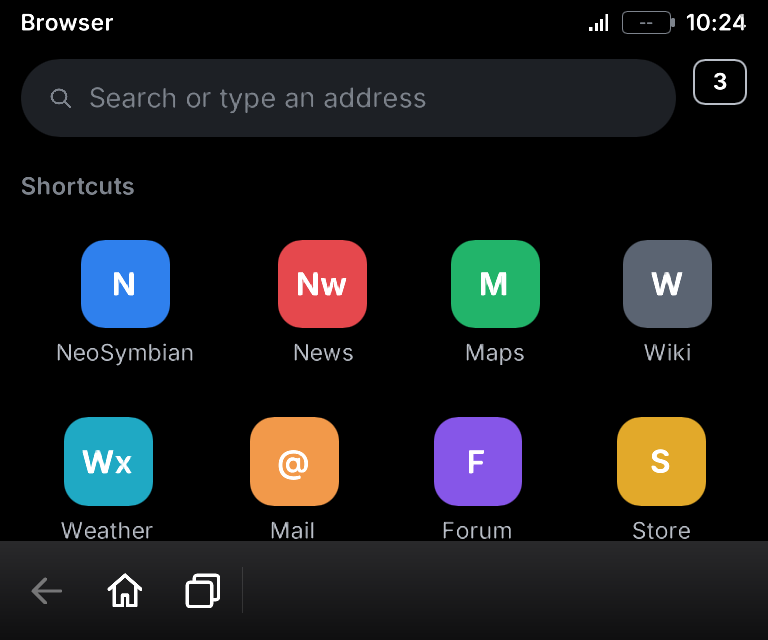 Browser -- 10:24
Search or type an address 3
Shortcuts
N Nw M W
NeoSymbian News Maps Wiki
Wx @ F S
Weather Mail Forum Store